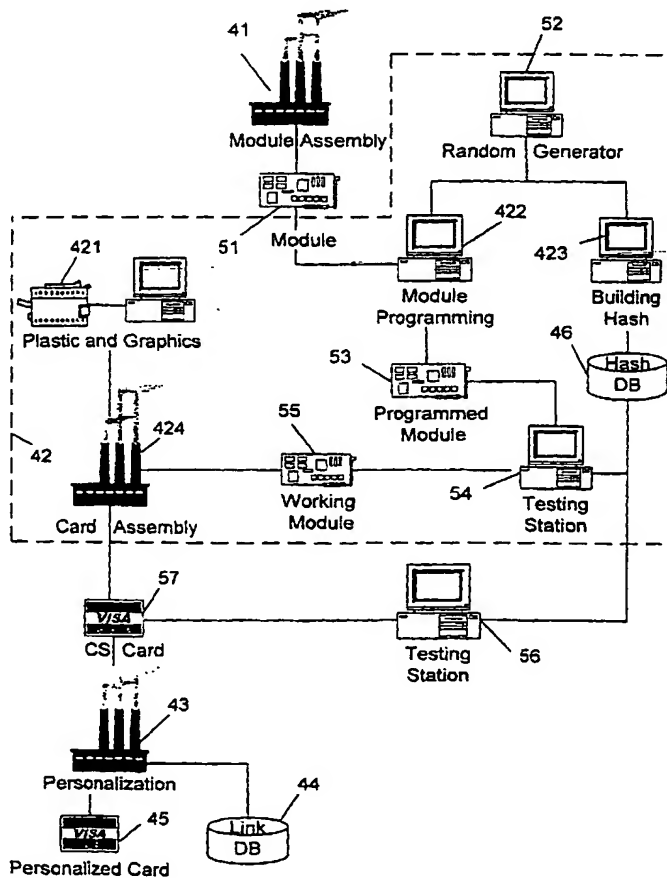 41
52
Module Assembly
Random Generator
51
Module
421
422
423
Module
Programming
Building
Hash
Plastic and Graphics
46
Hash
DB
53
Programmed
Module
424
55
42
Working
Module
54
Testing
Station
Card Assembly
57
VISA
CS Card
Testing
Station
56
43
Personalization
44
45
VISA
Link
DB
Personalized Card